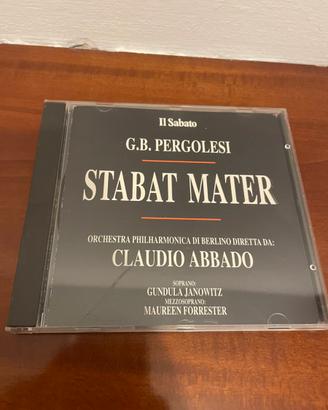 Il Sabato
G.B. PERGOLESI
STABAT MATER
ORCHESTRA PHILHARMONICA DI BERLINO DIRETTA DA:
CLAUDIO ABBADO
SOPRANO:
GUNDULA JANOWITZ
MEZZOSOPRANO:
MAUREEN FORRESTER